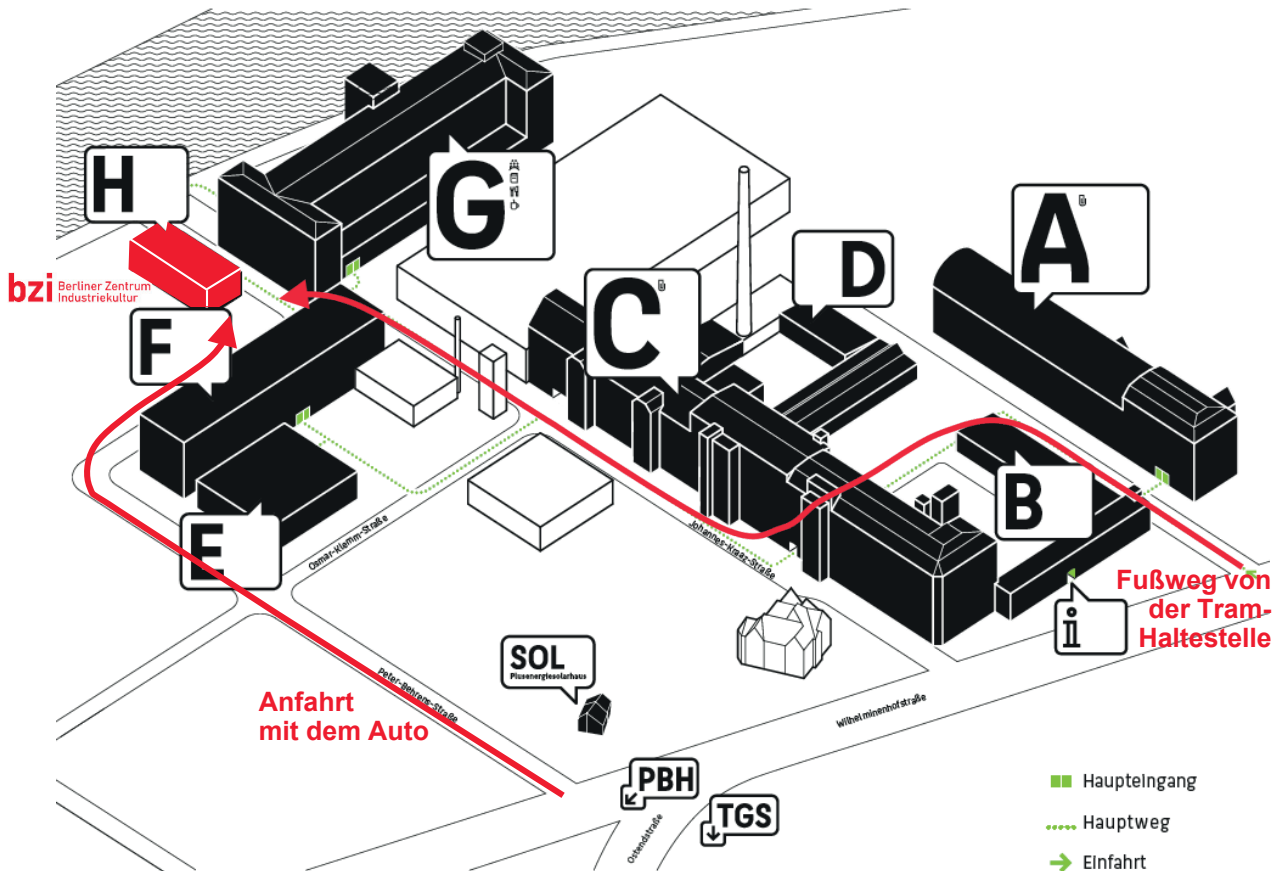 H
G
A
D
C
bzi Berliner Zentrum
Industriekultur
F
B
E
Osmar-Klemm-Straße
Johannes-Kraaz-Straße
Fußweg von
der Tram-
Haltestelle
i
SOL
Plusenergiesolarhaus
Peter-Behrens-Straße
Anfahrt
mit dem Auto
Wilhelminenhofstraße
PBH
TGS
Ostendstraße
Haupteingang
Hauptweg
Einfahrt